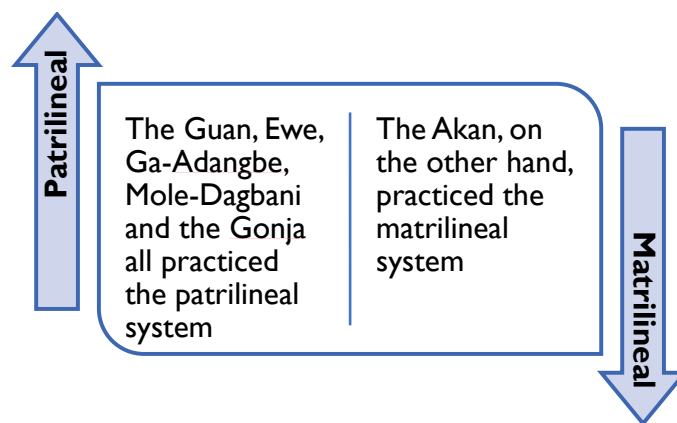 Patrilineal
The Guan, Ewe,
Ga-Adangbe,
Mole-Dagbani
and the Gonja
all practiced
the patrilineal
system
The Akan, on
the other hand,
practiced the
matrilineal
system
Matrilineal